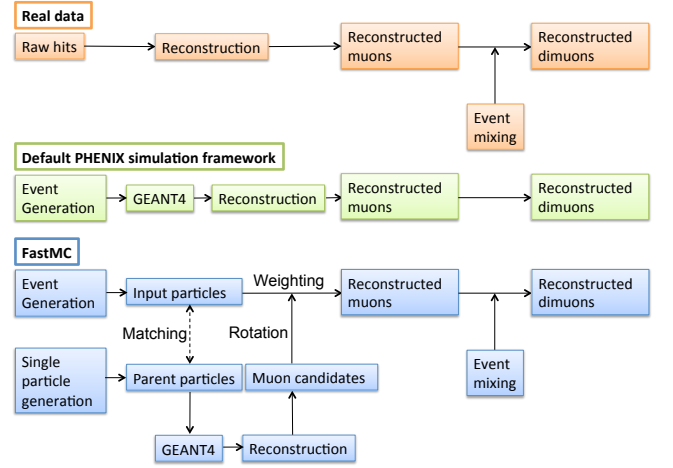 Real data
Raw hits
Reconstruction
Reconstructed
muons
Reconstructed
dimuons
Event
mixing
Default PHENIX simulation framework
Event
Generation
GEANT4
Reconstruction
Reconstructed
muons
Reconstructed
dimuons
FastMC
Event
Generation
Input particles
Weighting
Reconstructed
muons
Reconstructed
dimuons
Matching
Rotation
Single
particle
generation
Parent particles
Muon candidates
Event
mixing
GEANT4
Reconstruction